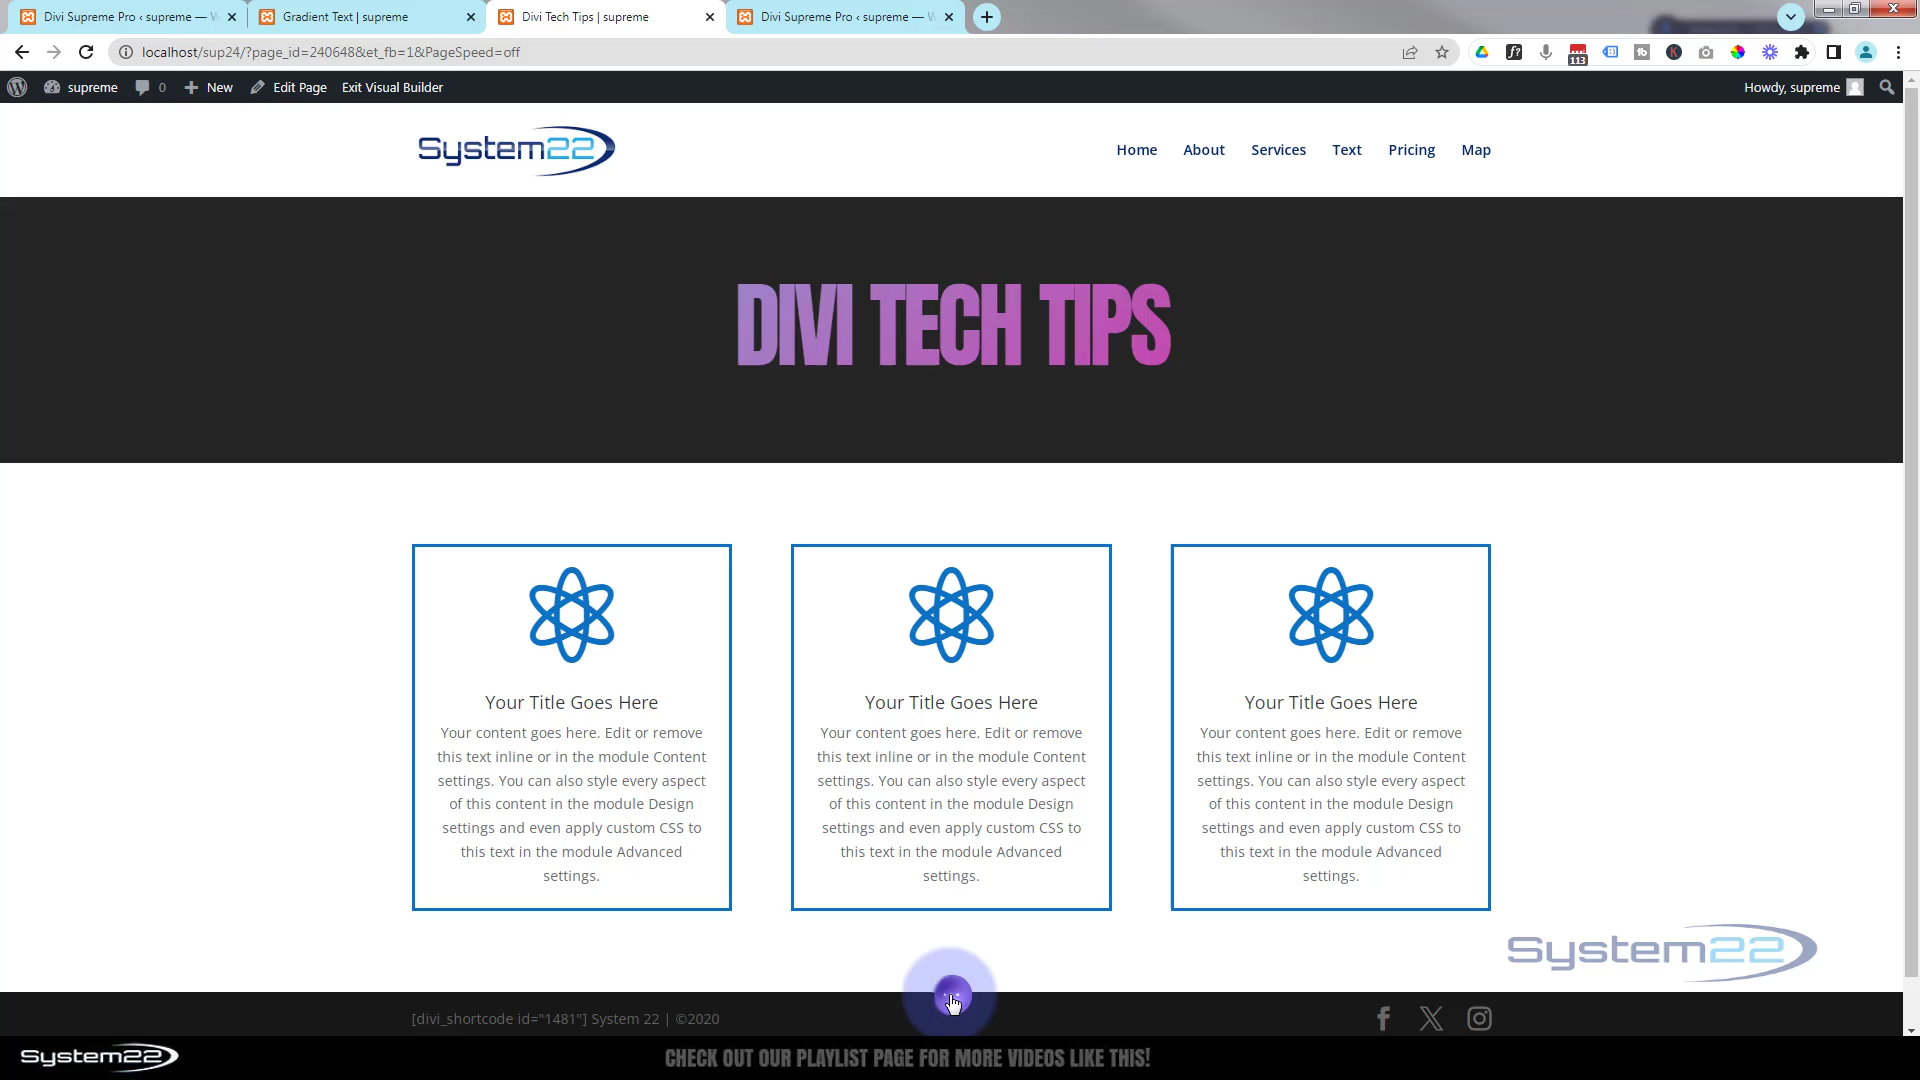 Divi Supreme Pro ‹ supreme — W
Gradient Text | supreme
Divi Tech Tips | supreme
Divi Supreme Pro ‹ supreme — W
localhost/sup24/?page_id=240648&et_fb=1&PageSpeed=off
113
supreme
0
New
Edit Page
Exit Visual Builder
Howdy, supreme
System22
Home
About
Services
Text
Pricing
Map
DIVI TECH TIPS
Your Title Goes Here
Your content goes here. Edit or remove
this text inline or in the module Content
settings. You can also style every aspect
of this content in the module Design
settings and even apply custom CSS to
this text in the module Advanced
settings.
Your Title Goes Here
Your content goes here. Edit or remove
this text inline or in the module Content
settings. You can also style every aspect
of this content in the module Design
settings and even apply custom CSS to
this text in the module Advanced
settings.
Your Title Goes Here
Your content goes here. Edit or remove
this text inline or in the module Content
settings. You can also style every aspect
of this content in the module Design
settings and even apply custom CSS to
this text in the module Advanced
settings.
System22
[divi_shortcode id="1481"] System 22 | ©2020
System22
CHECK OUT OUR PLAYLIST PAGE FOR MORE VIDEOS LIKE THIS!